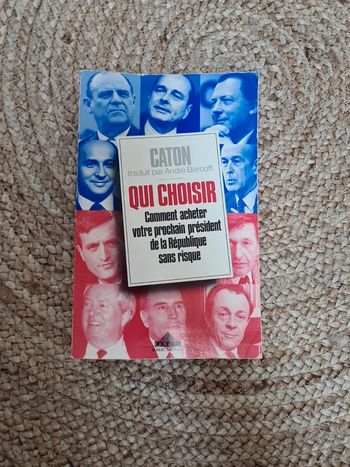 CATON
traduit par André Bercoff
QUI CHOISIR
Comment acheter
votre prochain président
de la République
sans risque